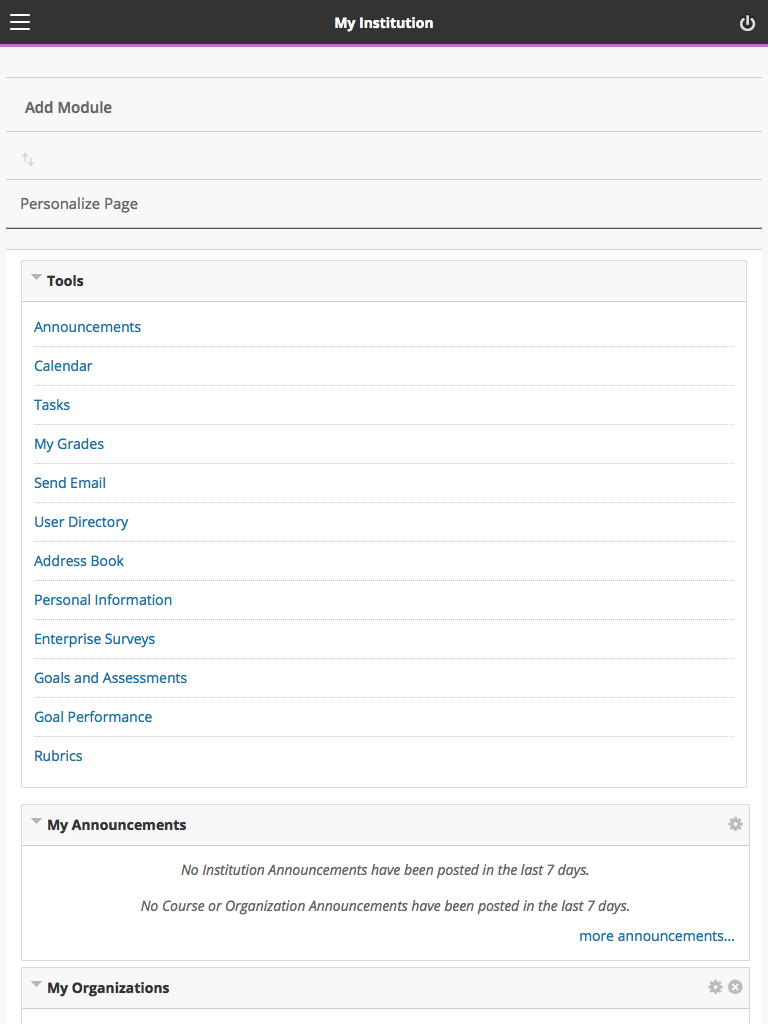 My Institution
Add Module
Personalize Page
Tools
Announcements
Calendar
Tasks
My Grades
Send Email
User Directory
Address Book
Personal Information
Enterprise Surveys
Goals and Assessments
Goal Performance
Rubrics
My Announcements
No Institution Announcements have been posted in the last 7 days.
No Course or Organization Announcements have been posted in the last 7 days.
more announcements...
My Organizations